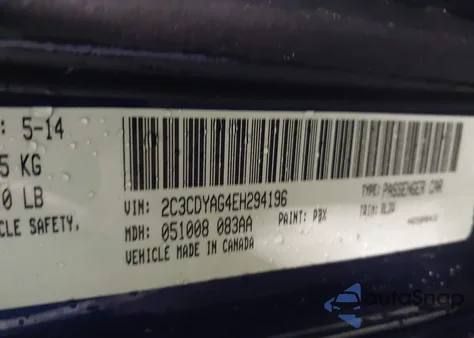 : 5-14
5 KG
0 LB
CLE SAFETY,
VIN: 2C3CDYAG4EH294196
TYPE: PASSENGER CAR
MDH: 051008 083AA
PAINT: PBX
TRIM:
VEHICLE MADE IN CANADA
AutoSnap